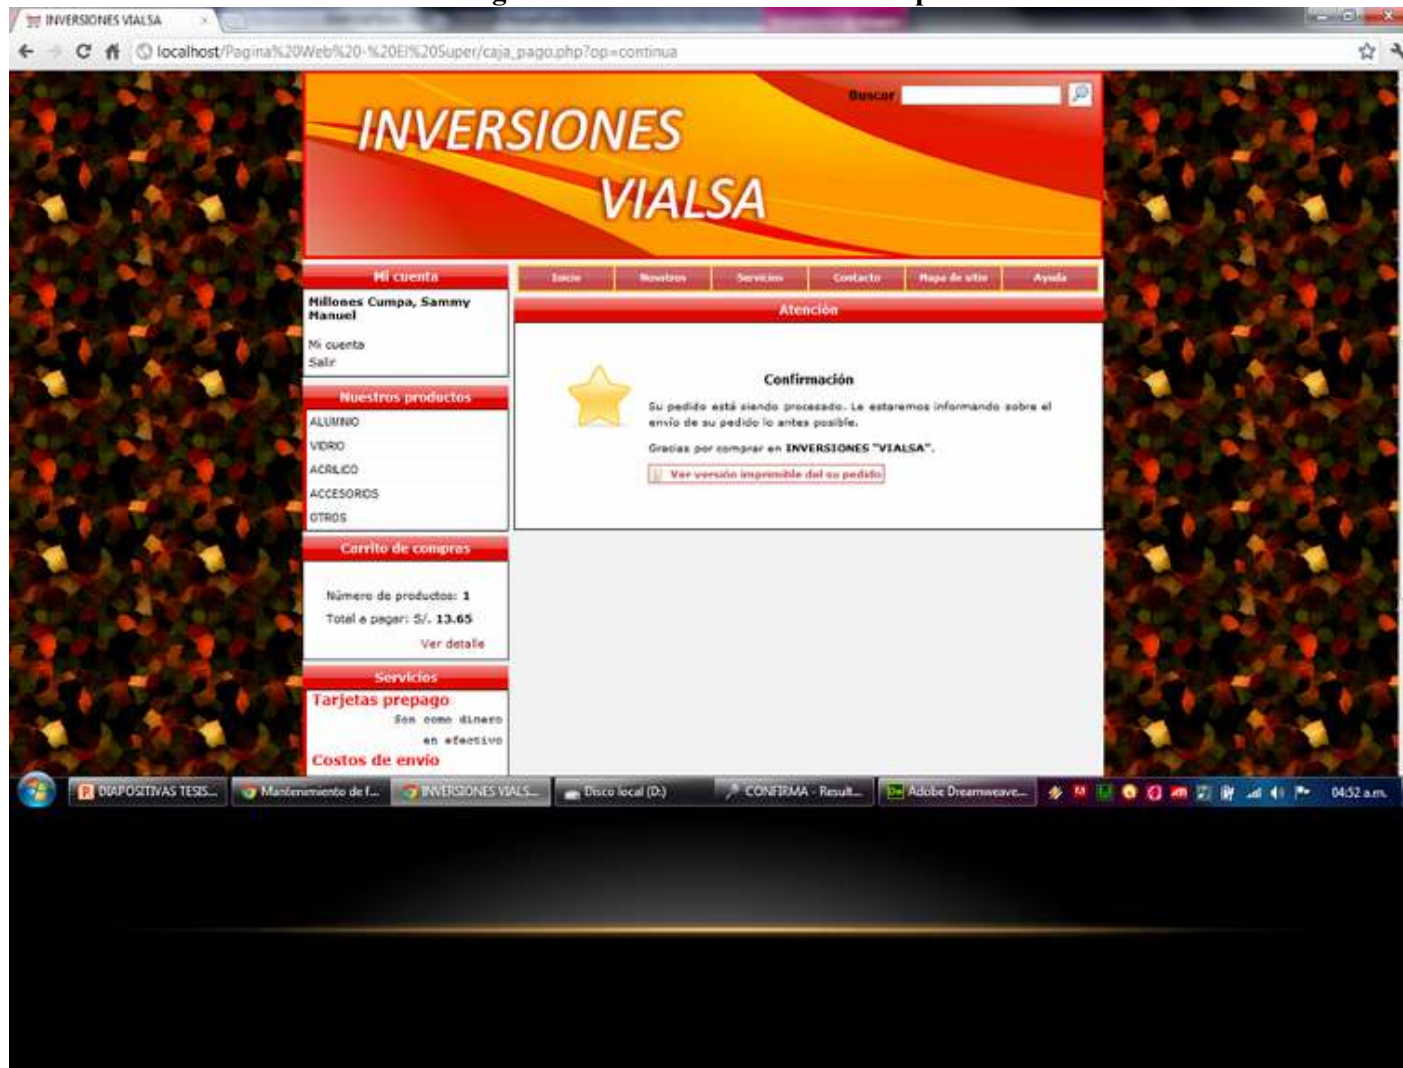 INVERSIONES VIALSA
localhost/Pagina%20Web%20-%20El%20Super/caja_pago.php?op=continua
Buscar
INVERSIONES
VIALSA
Mi cuenta
Inicio Nosotros Servicios Contacto Mapa de sitio Ayuda
Millones Cumpa, Sammy
Manuel
Mi cuenta
Salir
Atención
Confirmación
Su pedido está siendo procesado. Le estaremos informando sobre el
envío de su pedido lo antes posible.
Gracias por comprar en INVERSIONES "VIALSA".
Ver versión imprimible del su pedido
Nuestros productos
ALUMINIO
VIDRIO
ACRILICO
ACCESORIOS
OTROS
Carrito de compras
Número de productos: 1
Total a pagar: S/. 13.65
Ver detalle
Servicios
Tarjetas prepago
Son como dinero
en efectivo
Costos de envío
DIAPOSITIVAS TESIS... Mantenimiento de f... INVERSIONES VIALS... Disco local (D:) CONFIRMA - Result... Adobe Dreamweave... 04:52 a.m.